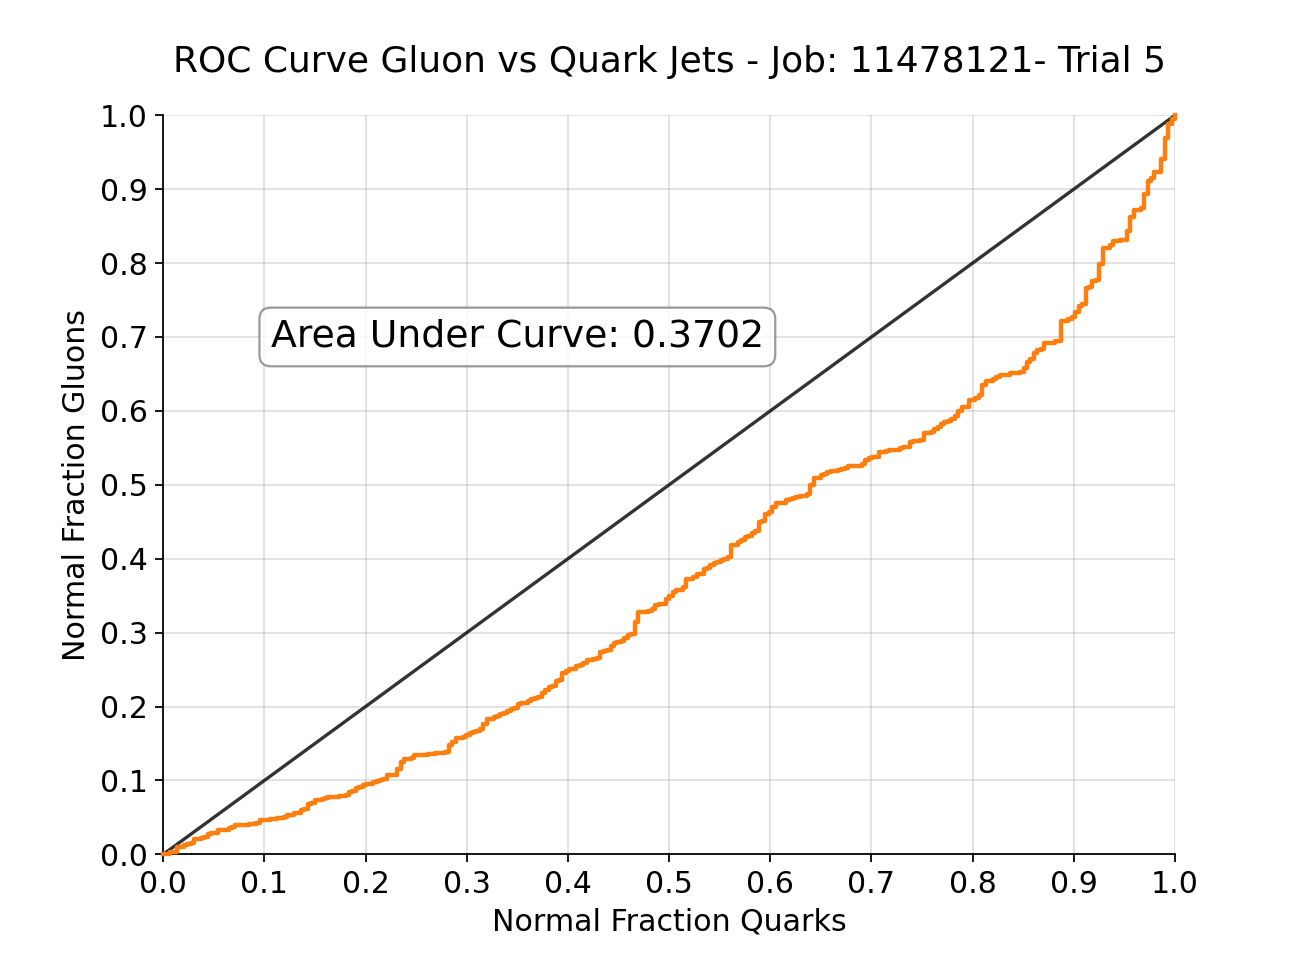 ROC Curve Gluon vs Quark Jets - Job: 11478121- Trial 5
1.0
0.9
0.8
0.7
0.6
0.5
0.4
0.3
0.2
0.1
0.0
Normal Fraction Gluons
Area Under Curve: 0.3702
0.0 0.1 0.2 0.3 0.4 0.5 0.6 0.7 0.8 0.9 1.0
Normal Fraction Quarks